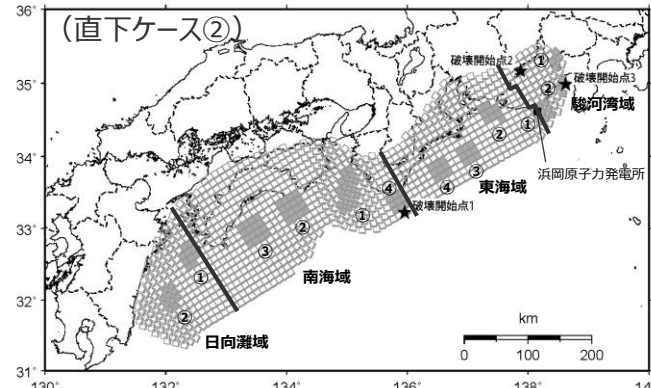 (直下ケース②)
36°
35°
34°
33°
32°
31°
破壊開始点2
①
破壊開始点3
②
駿河湾域
②
①
浜岡原子力発電所
③
東海域
④
④
①
破壊開始点1
②
③
南海域
①
②
日向灘域
km
0 100 200
130°
132°
134°
136°
138°